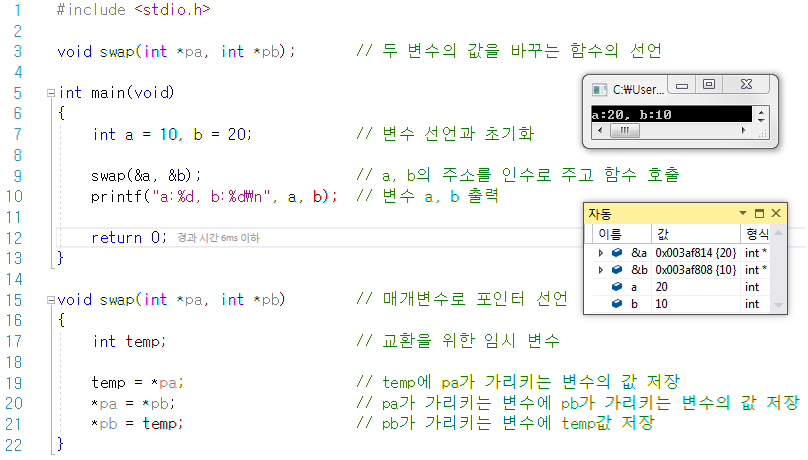 1 #include <stdio.h>
2
3 void swap(int *pa, int *pb); // 두 변수의 값을 바꾸는 함수의 선언
4
5 int main(void)
6 {
7 int a = 10, b = 20; // 변수 선언과 초기화
8
9 swap(&a, &b); // a, b의 주소를 인수로 주고 함수 호출
10 printf("a:%d, b:%d₩n", a, b); // 변수 a, b 출력
11
12 return 0; 경과 시간 6ms 이하
13 }
14
15 void swap(int *pa, int *pb) // 매개변수로 포인터 선언
16 {
17 int temp; // 교환을 위한 임시 변수
18
19 temp = *pa; // temp에 pa가 가리키는 변수의 값 저장
20 *pa = *pb; // pa가 가리키는 변수에 pb가 가리키는 변수의 값 저장
21 *pb = temp; // pb가 가리키는 변수에 temp값 저장
22 }
C:₩User...
a:20, b:10
자동
이름 값 형식
&a 0x003af814 {20} int *
&b 0x003af808 {10} int *
a 20 int
b 10 int